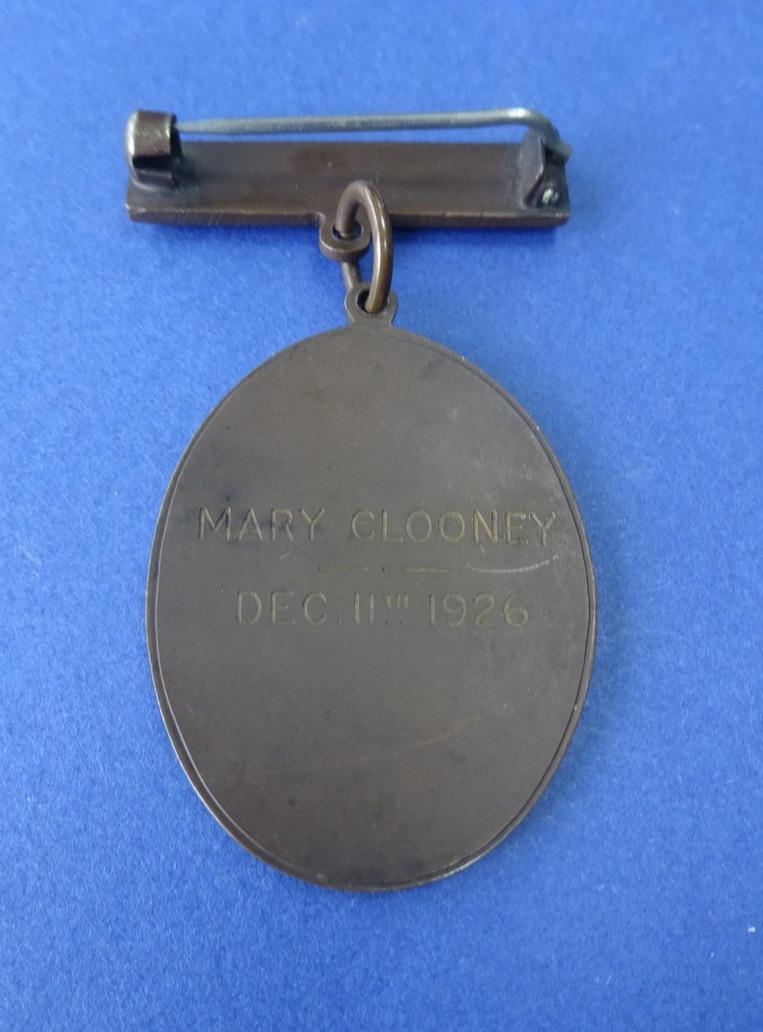 MARY CLOONEY
DEC. 11TH 1926